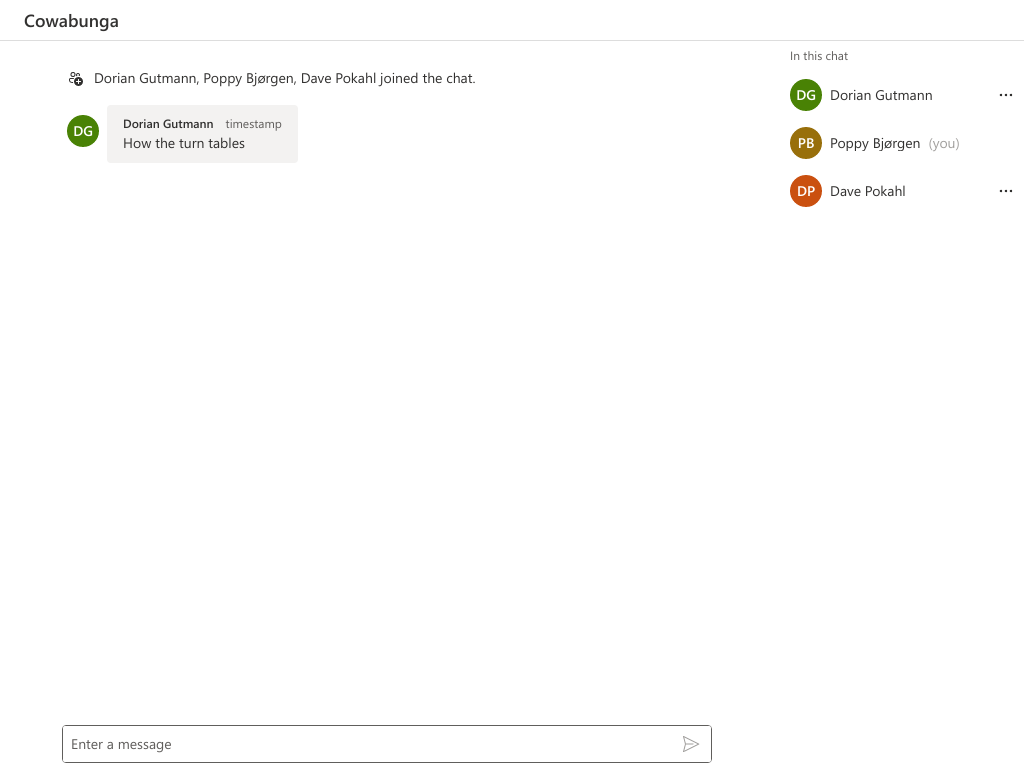 Cowabunga
Dorian Gutmann, Poppy Bjørgen, Dave Pokahl joined the chat.
DG
Dorian Gutmann timestamp
How the turn tables
In this chat
DG Dorian Gutmann
PB Poppy Bjørgen (you)
DP Dave Pokahl
Enter a message